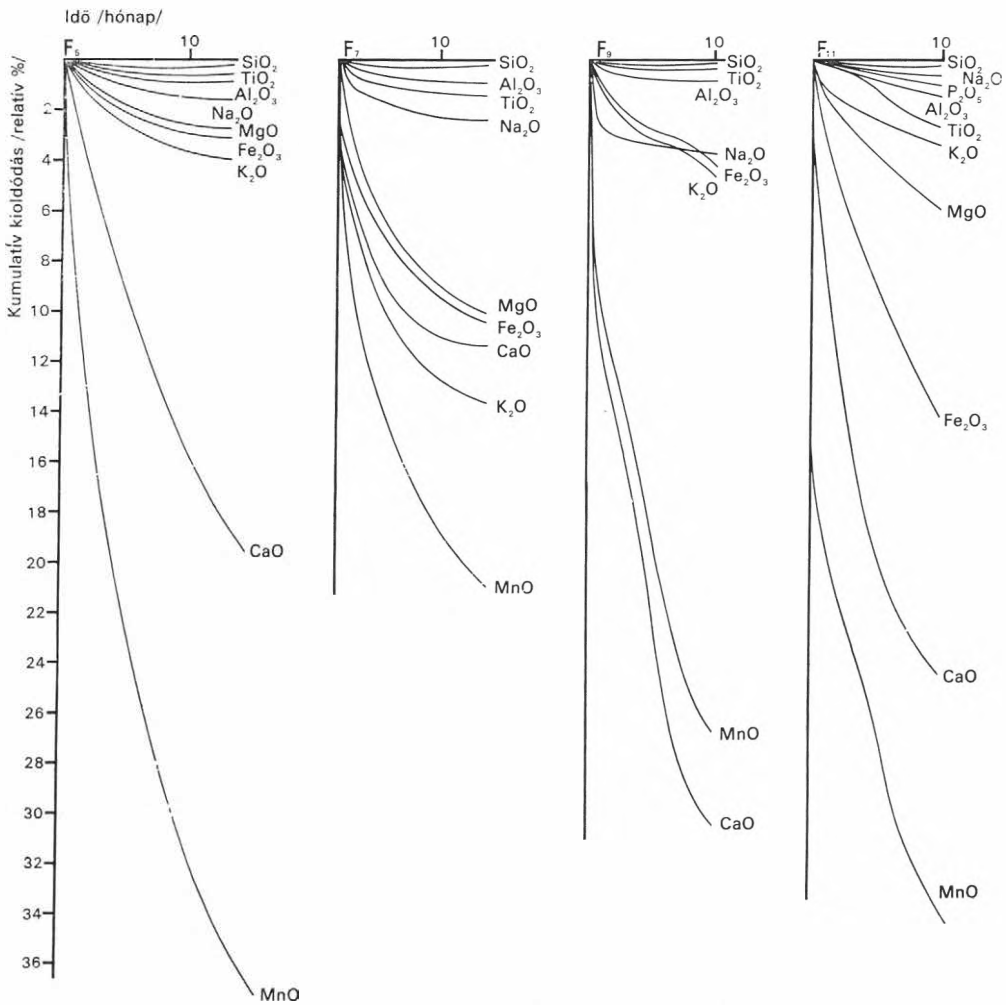 Idő /hónap/
Kumulatív kioldódás /relatív %/
F₅
10
2
4
6
8
10
12
14
16
18
20
22
24
26
28
30
32
34
36
SiO₂
TiO₂
Al₂O₃
Na₂O
MgO
Fe₂O₃
K₂O
CaO
MnO
F₇
10
SiO₂
Al₂O₃
TiO₂
Na₂O
MgO
Fe₂O₃
CaO
K₂O
MnO
F₉
10
SiO₂
TiO₂
Al₂O₃
Na₂O
Fe₂O₃
K₂O
MnO
CaO
F₁₁
10
SiO₂
Na₂O
P₂O₅
Al₂O₃
TiO₂
K₂O
MgO
Fe₂O₃
CaO
MnO